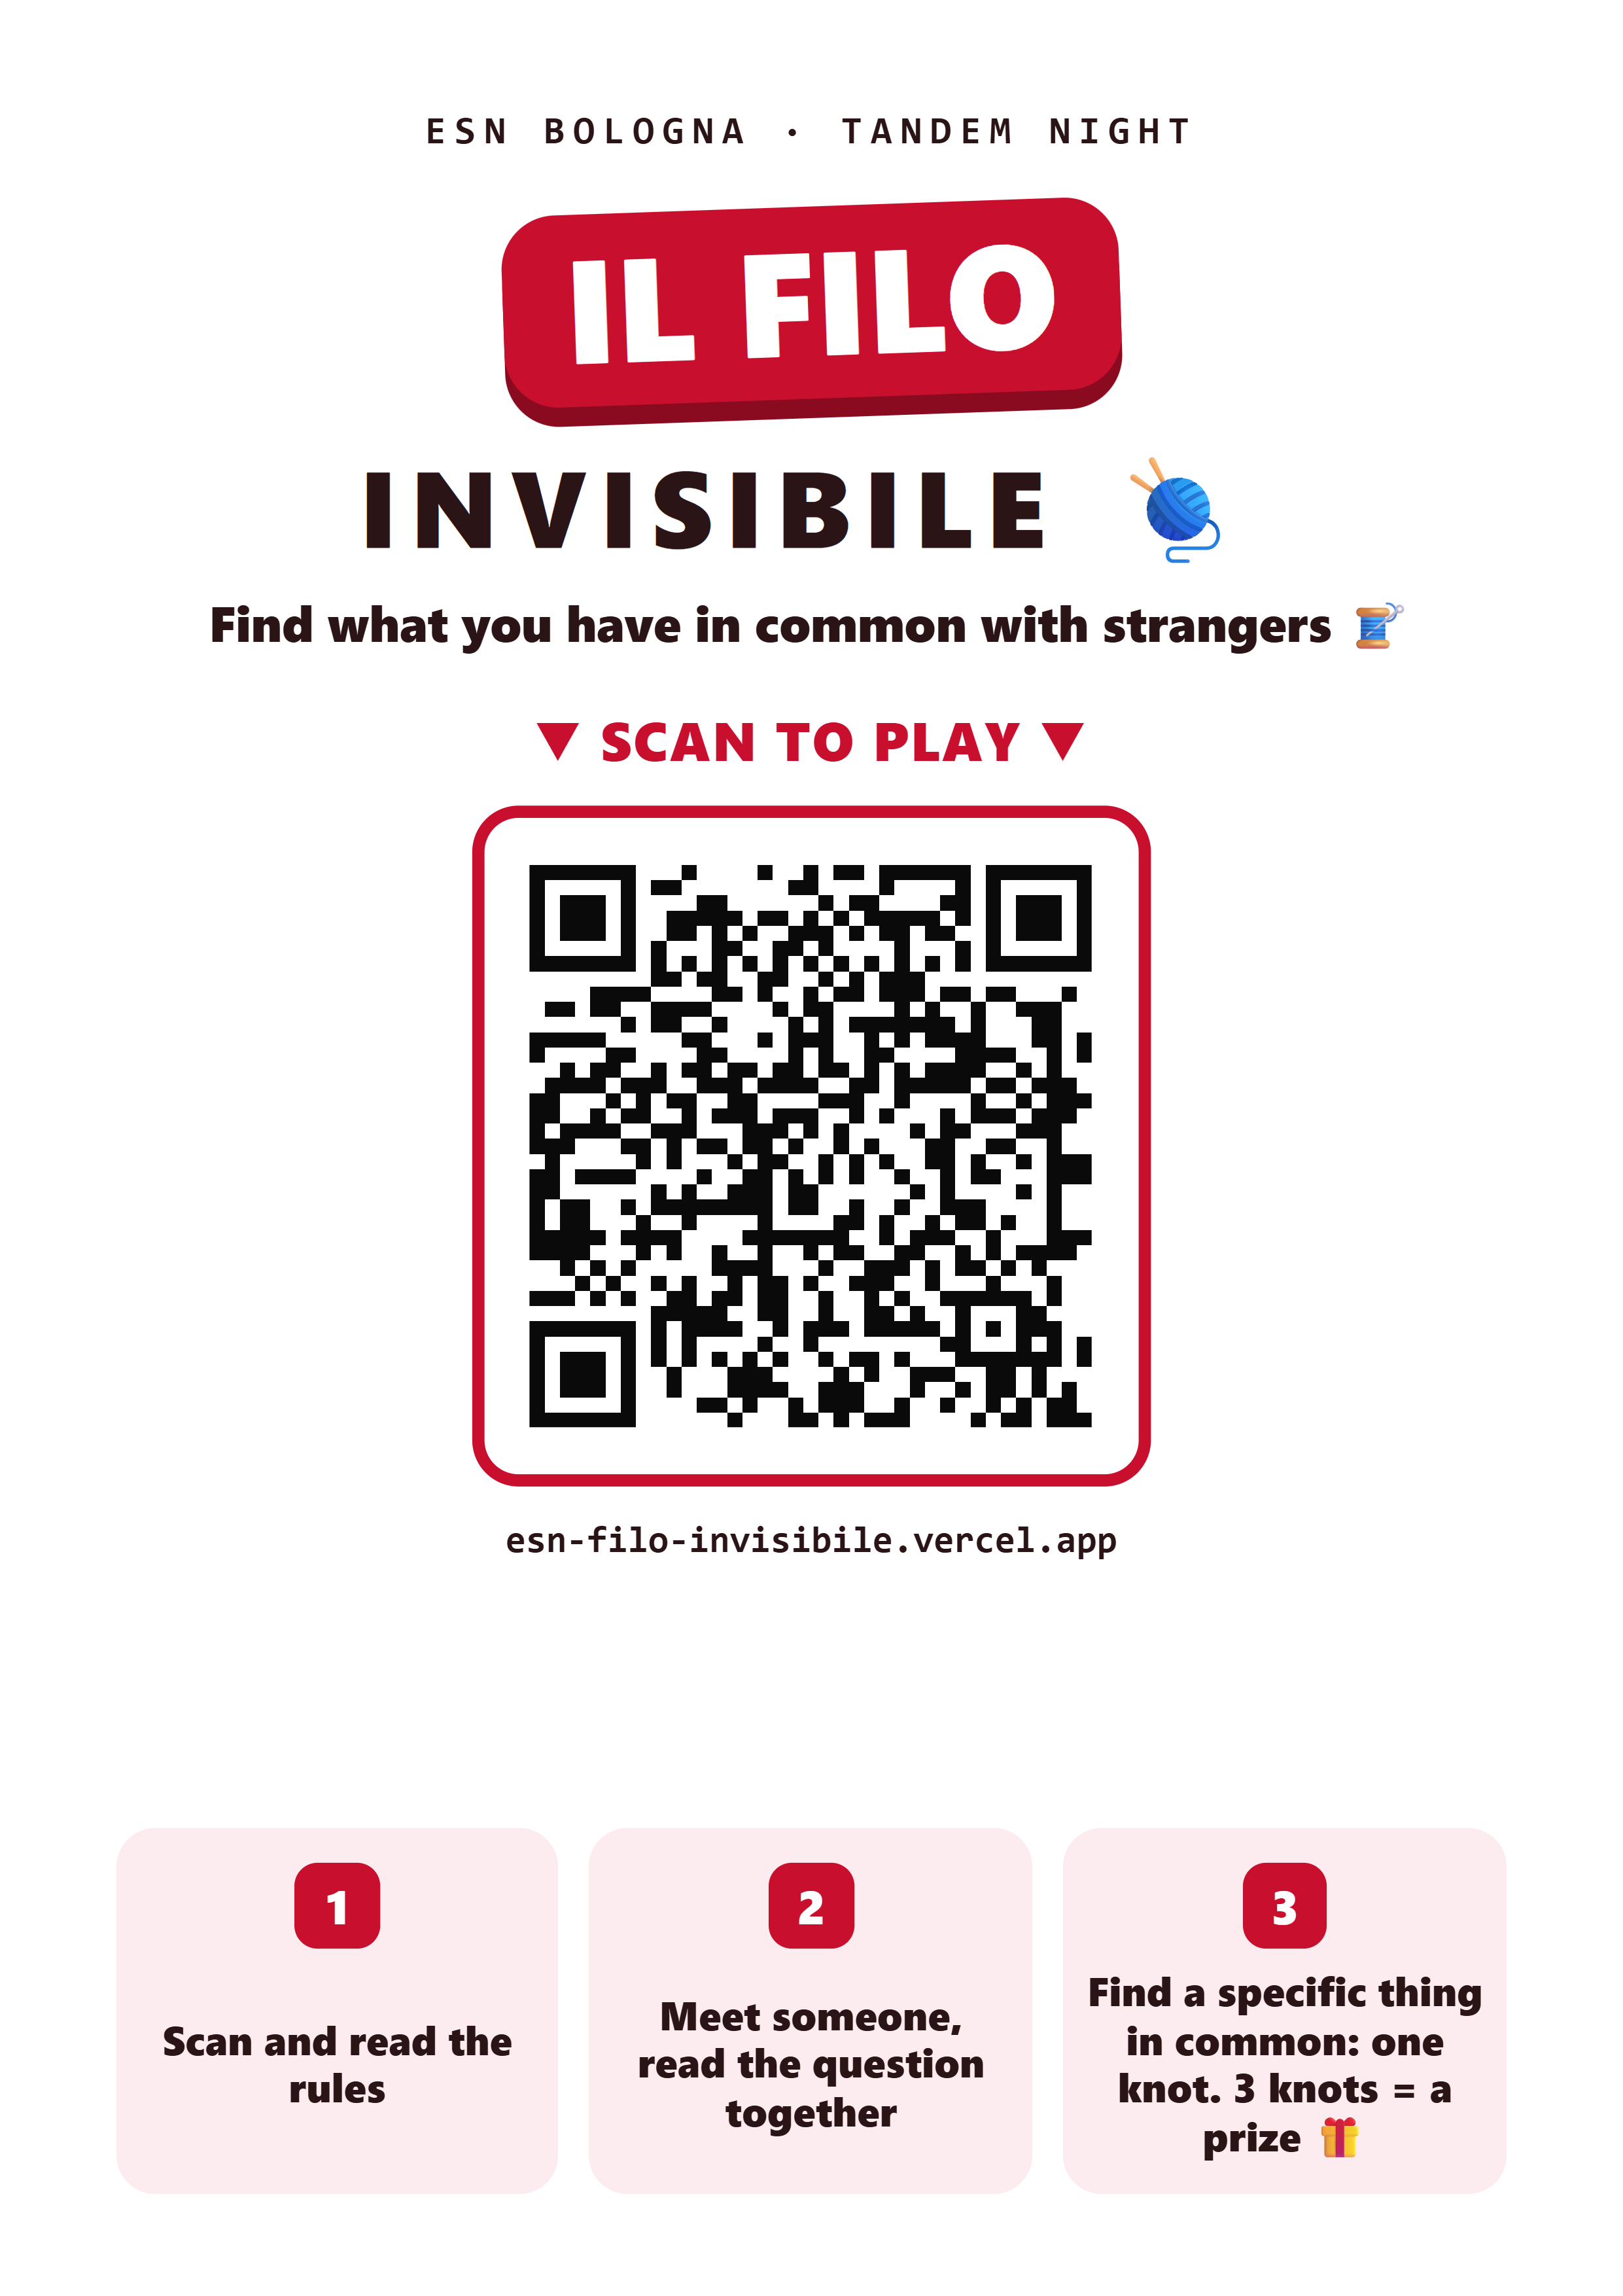 ESN BOLOGNA · TANDEM NIGHT
IL FILO
INVISIBILE 🧶
Find what you have in common with strangers 🧵
▼ SCAN TO PLAY ▼
esn-filo-invisibile.vercel.app
1
Scan and read the
rules
2
Meet someone,
read the question
together
3
Find a specific thing
in common: one
knot. 3 knots = a
prize 🎁